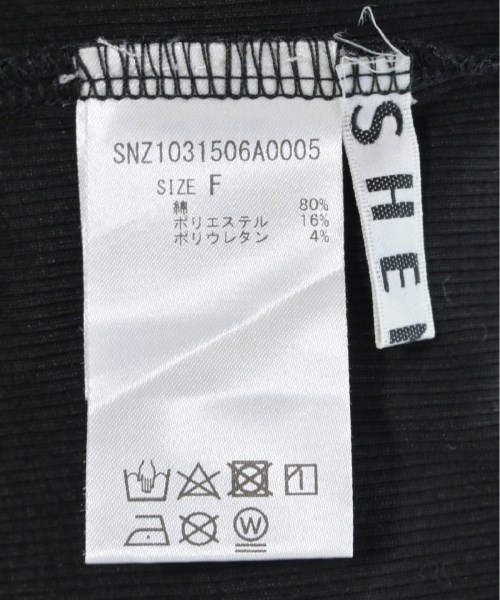 SNZ1031506A0005
SIZE F
綿 80%
ポリエステル 16%
ポリウレタン 4%
W
SHE